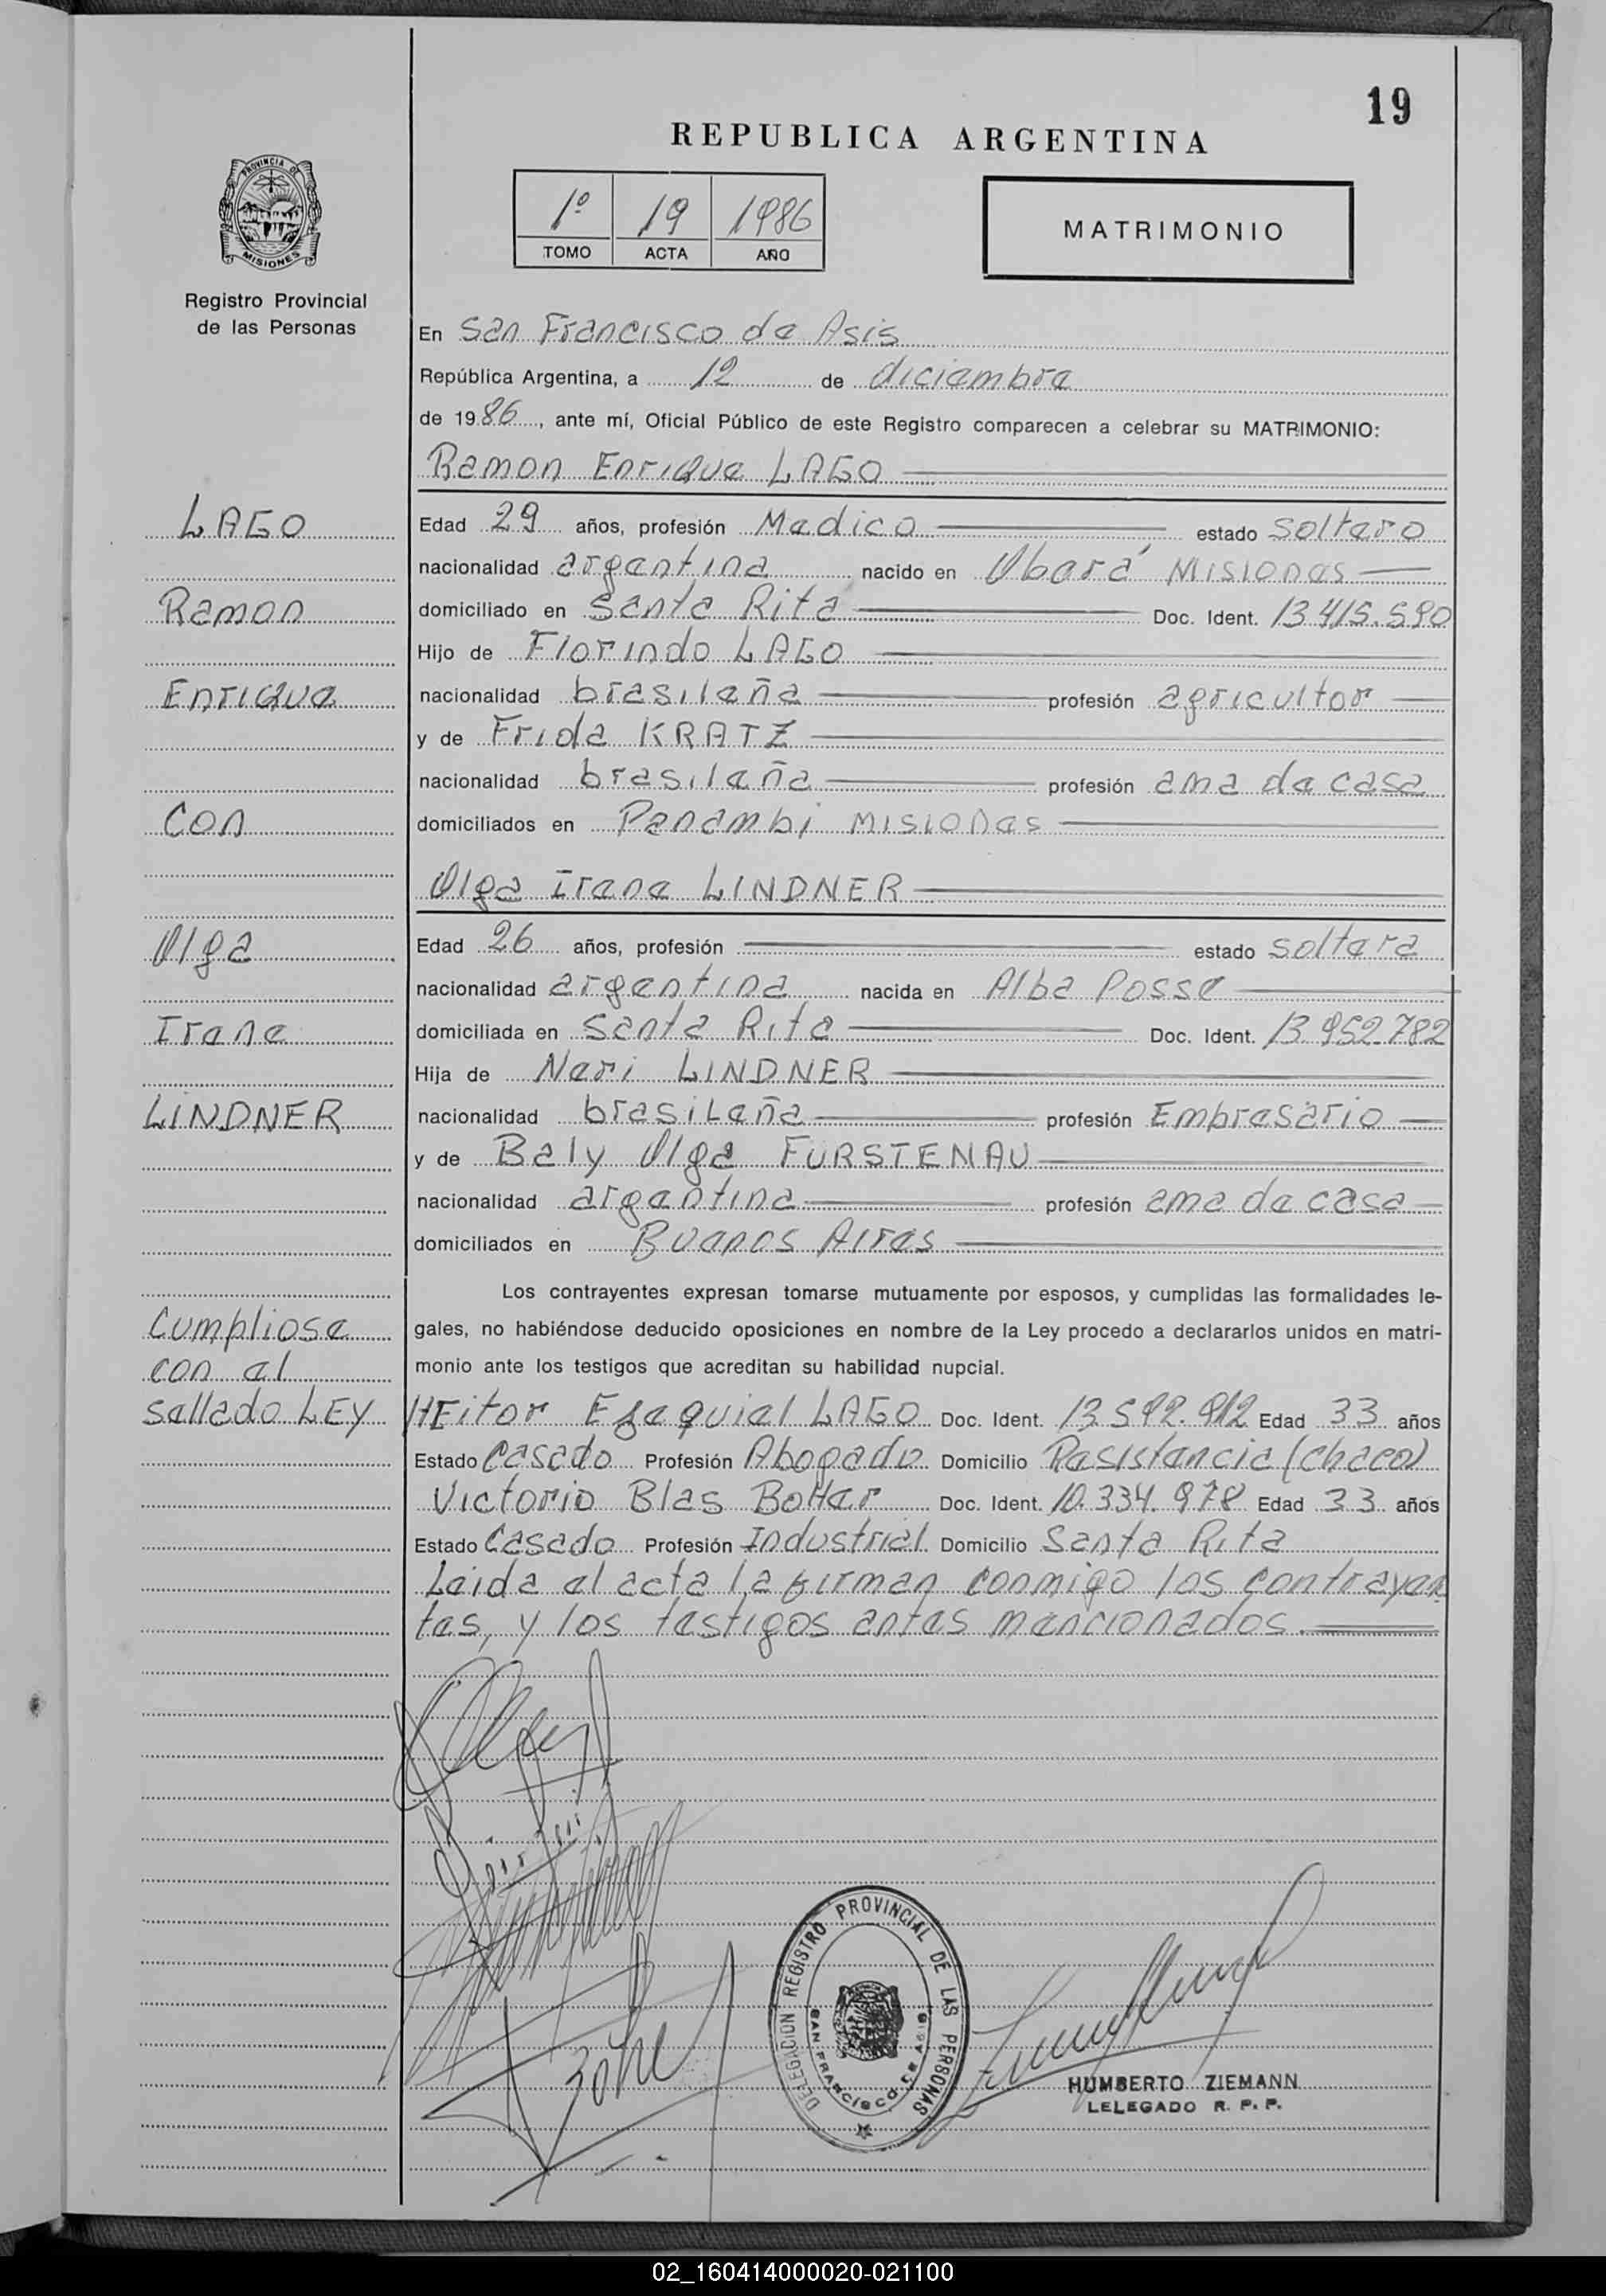 19
REPUBLICA ARGENTINA
1º 19 1986
TOMO ACTA AÑO
MATRIMONIO
PROVINCIA DE
MISIONES
Registro Provincial
de las Personas
En San Francisco de Asis
República Argentina, a 12 de diciembre
de 1986, ante mí, Oficial Público de este Registro comparecen a celebrar su MATRIMONIO:
Ramon Enrique LAGO
LAGO
Ramon
Enrique
Con
Olga
Irene
LINDNER
Cumpliose
con el
sellado LEY
Edad 29 años, profesión Medico estado soltero
nacionalidad argentina nacido en Oberá Misiones
domiciliado en Santa Rita Doc. Ident. 13.415.590
Hijo de Florindo LAGO
nacionalidad brasileña profesión agricultor
y de Frida KRATZ
nacionalidad brasileña profesión ama de casa
domiciliados en Panambi Misiones
Olga Irene LINDNER
Edad 26 años, profesión estado soltera
nacionalidad argentina nacida en Alba Posse
domiciliada en Santa Rita Doc. Ident. 13.952.782
Hija de Neri LINDNER
nacionalidad brasileña profesión Empresario
y de Baly Olga FURSTENAU
nacionalidad argentina profesión ama de casa
domiciliados en Buenos Aires
Los contrayentes expresan tomarse mutuamente por esposos, y cumplidas las formalidades le-
gales, no habiéndose deducido oposiciones en nombre de la Ley procedo a declararlos unidos en matri-
monio ante los testigos que acreditan su habilidad nupcial.
HEitor Ezequiel LAGO Doc. Ident. 13.592.912 Edad 33 años
Estado Casado Profesión Abogado Domicilio Resistencia (Chaco)
Victorio Blas Doc. Ident. 10.334.978 Edad 33 años
Estado Casado Profesión Industrial Domicilio Santa Rita
Leida el acta la firman conmigo los contrayen
tes, y los testigos antes mencionados.
DELEGACION REGISTRO PROVINCIAL DE LAS PERSONAS
SAN FRANCISCO DE ASIS
HUMBERTO ZIEMANN
LELEGADO R. P. P.
02_160414000020-021100